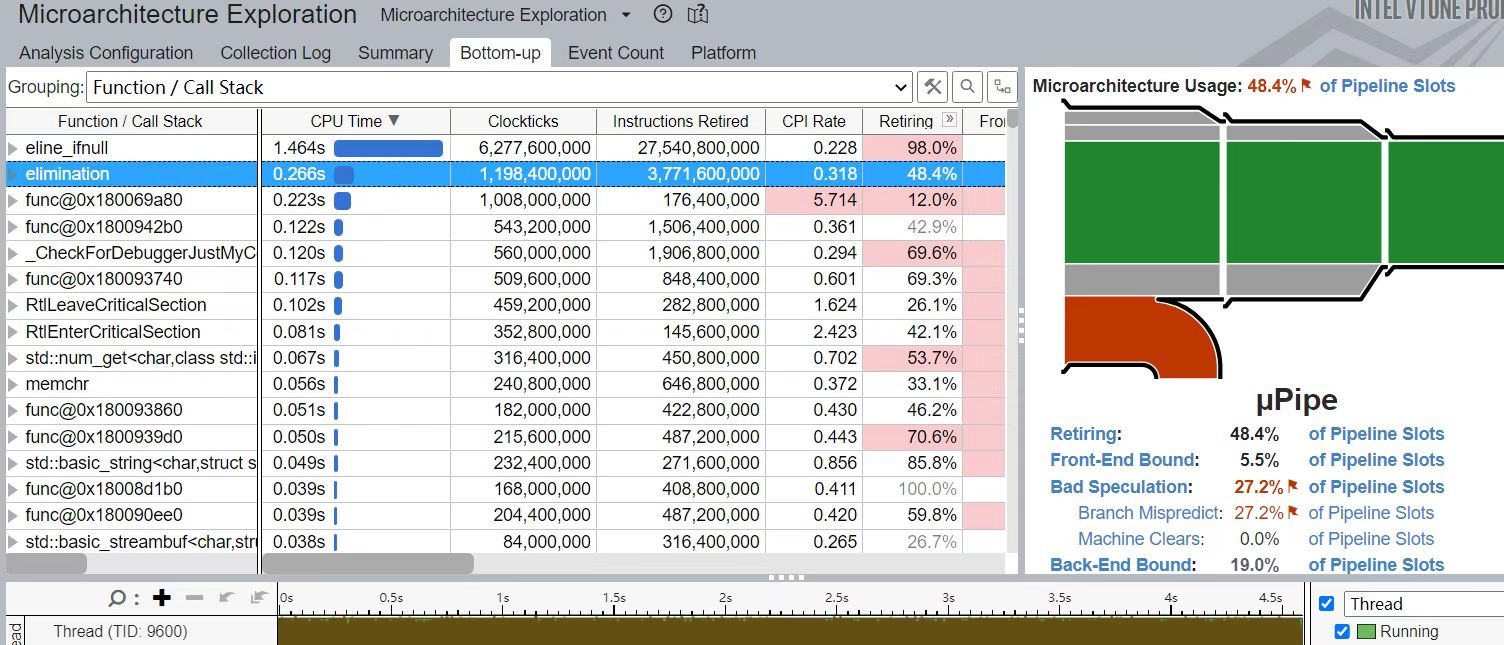 Microarchitecture Exploration Microarchitecture Exploration
INTEL VTUNE
Analysis Configuration Collection Log Summary Bottom-up Event Count Platform
Grouping: Function / Call Stack
Function / Call Stack CPU Time ▼ Clockticks Instructions Retired CPI Rate Retiring »
eline_ifnull 1.464s 6,277,600,000 27,540,800,000 0.228 98.0%
elimination 0.266s 1,198,400,000 3,771,600,000 0.318 48.4%
func@0x180069a80 0.223s 1,008,000,000 176,400,000 5.714 12.0%
func@0x1800942b0 0.122s 543,200,000 1,506,400,000 0.361 42.9%
_CheckForDebuggerJustMyC 0.120s 560,000,000 1,906,800,000 0.294 69.6%
func@0x180093740 0.117s 509,600,000 848,400,000 0.601 69.3%
RtlLeaveCriticalSection 0.102s 459,200,000 282,800,000 1.624 26.1%
RtlEnterCriticalSection 0.081s 352,800,000 145,600,000 2.423 42.1%
std::num_get<char,class std::i 0.067s 316,400,000 450,800,000 0.702 53.7%
memchr 0.056s 240,800,000 646,800,000 0.372 33.1%
func@0x180093860 0.051s 182,000,000 422,800,000 0.430 46.2%
func@0x1800939d0 0.050s 215,600,000 487,200,000 0.443 70.6%
std::basic_string<char,struct s 0.049s 232,400,000 271,600,000 0.856 85.8%
func@0x18008d1b0 0.039s 168,000,000 408,800,000 0.411 100.0%
func@0x180090ee0 0.039s 204,400,000 487,200,000 0.420 59.8%
std::basic_streambuf<char,stru 0.038s 84,000,000 316,400,000 0.265 26.7%
Microarchitecture Usage: 48.4% of Pipeline Slots
µPipe
Retiring: 48.4% of Pipeline Slots
Front-End Bound: 5.5% of Pipeline Slots
Bad Speculation: 27.2% of Pipeline Slots
Branch Mispredict: 27.2% of Pipeline Slots
Machine Clears: 0.0% of Pipeline Slots
Back-End Bound: 19.0% of Pipeline Slots
0s 0.5s 1s 1.5s 2s 2.5s 3s 3.5s 4s 4.5s
Thread (TID: 9600)
Thread
Running